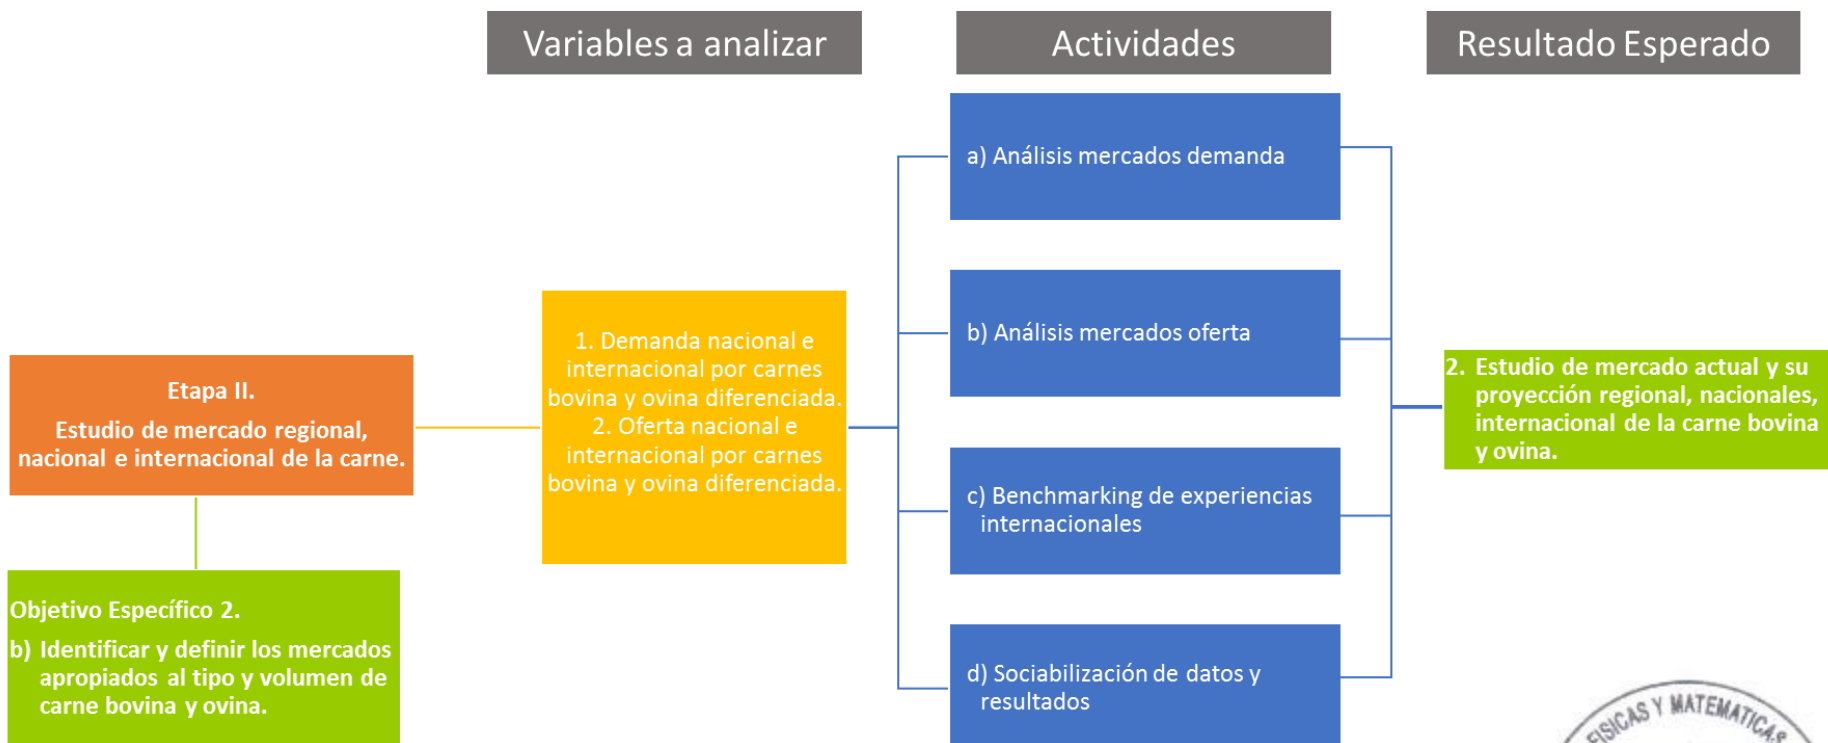 Variables a analizar
Actividades
Resultado Esperado
Etapa II.
Estudio de mercado regional,
nacional e internacional de la carne.
Objetivo Específico 2.
b) Identificar y definir los mercados
apropiados al tipo y volumen de
carne bovina y ovina.
1. Demanda nacional e
internacional por carnes
bovina y ovina diferenciada.
2. Oferta nacional e
internacional por carnes
bovina y ovina diferenciada.
a) Análisis mercados demanda
b) Análisis mercados oferta
c) Benchmarking de experiencias
internacionales
d) Sociabilización de datos y
resultados
2. Estudio de mercado actual y su
proyección regional, nacionales,
internacional de la carne bovina
y ovina.
FISICAS Y MATEMATICAS